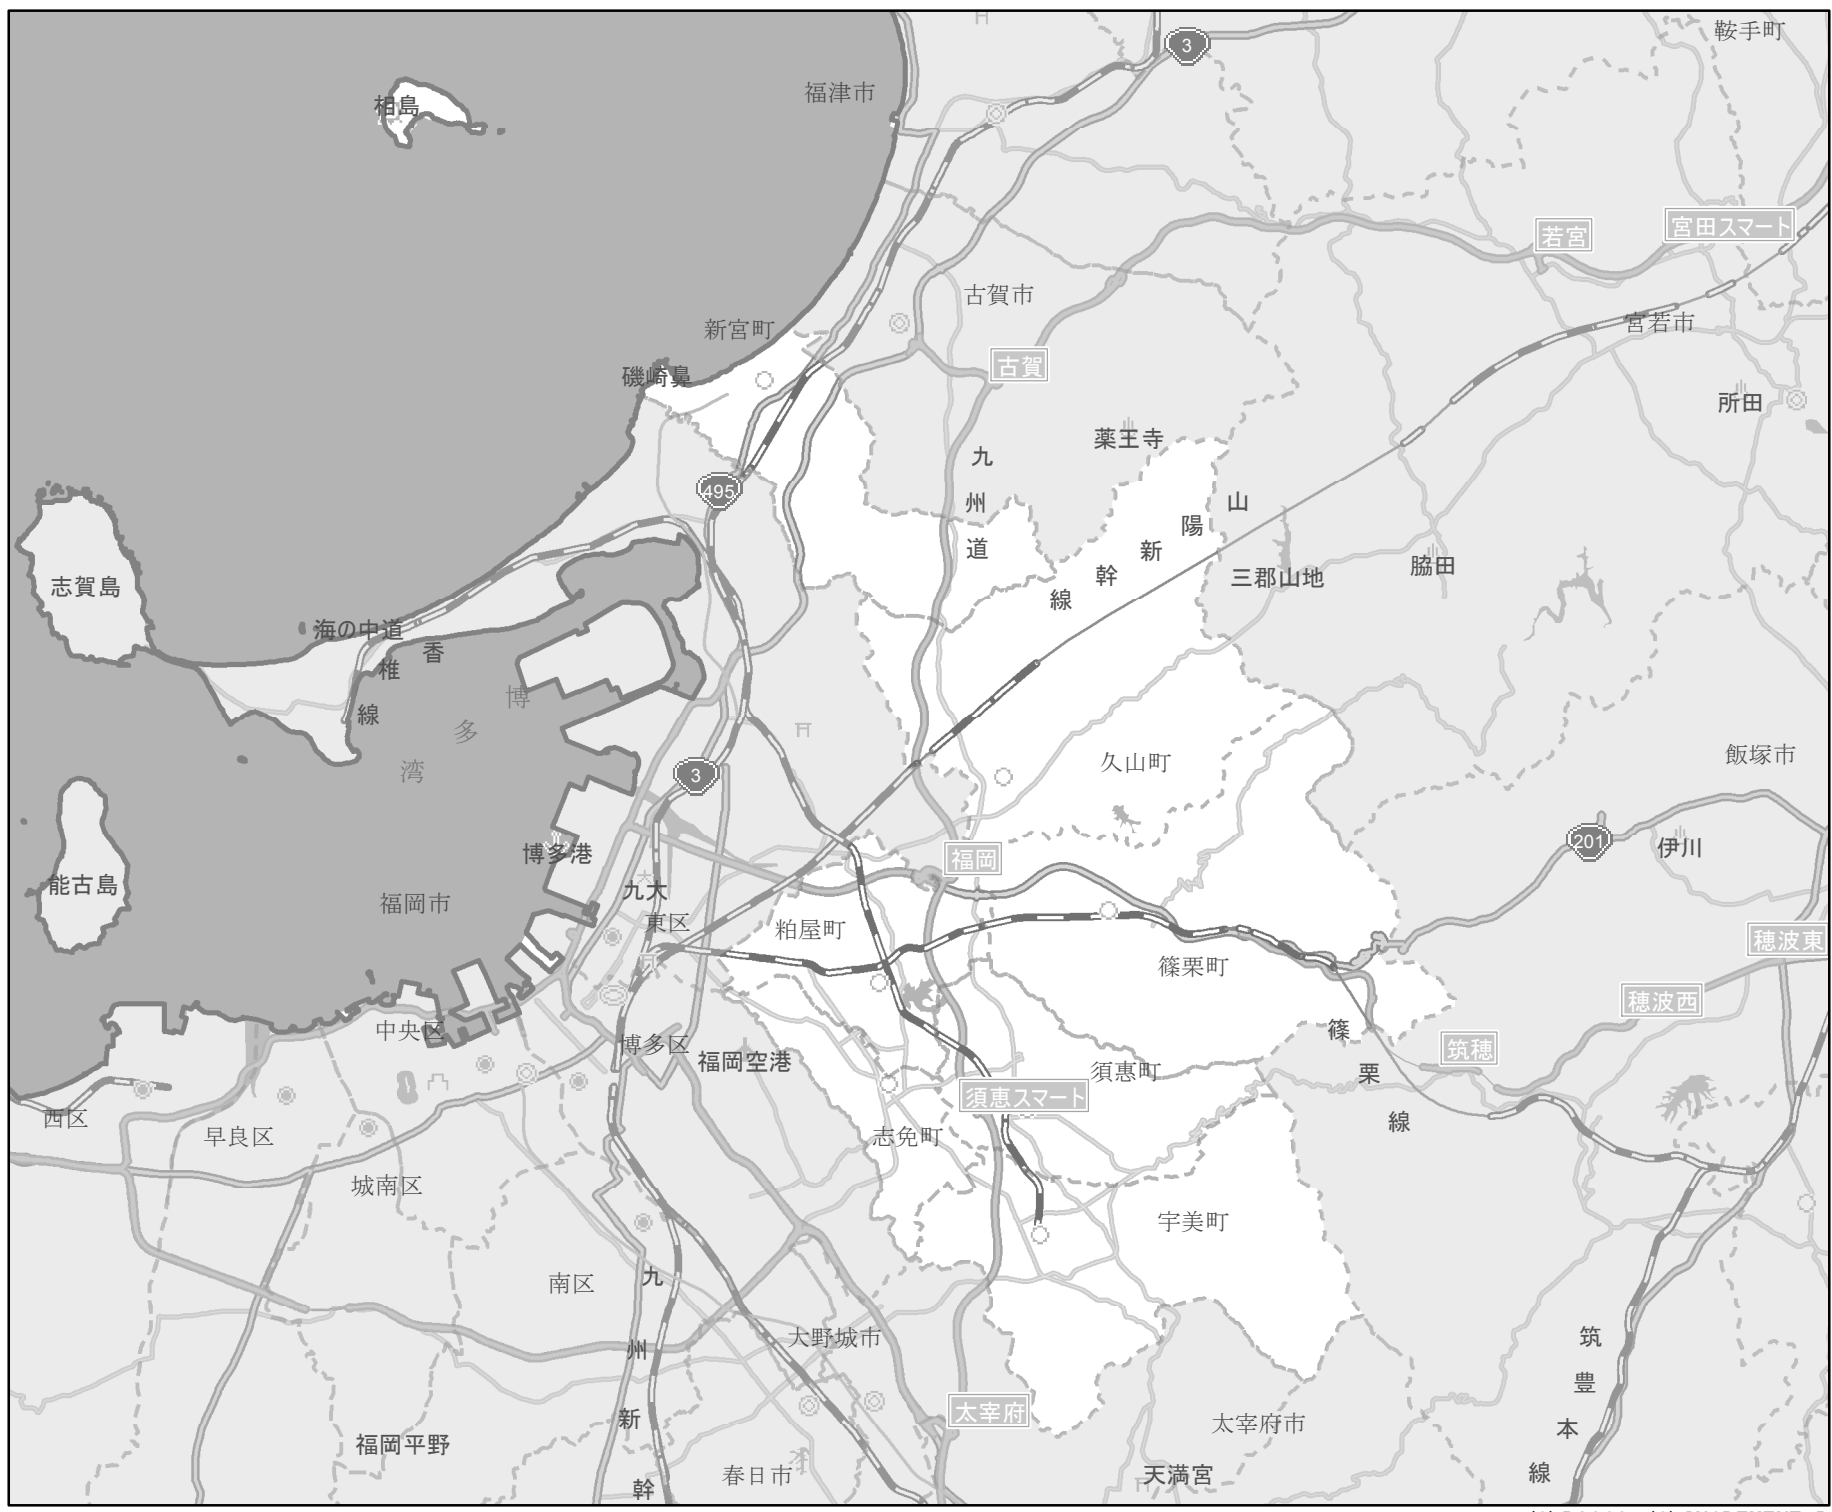 鞍手町
3
福津市
相島
宮田スマート
若宮
古賀市
新宮町
宮若市
古賀
磯崎鼻
所田
薬王寺
九州道
495
山陽新幹線
脇田
三郡山地
志賀島
海の中道
香椎線
博多湾
久山町
飯塚市
3
201
伊川
博多港
福岡
能古島
九大
福岡市
東区
粕屋町
穂波東
篠栗町
穂波西
中央区
博多区
福岡空港
篠栗線
筑穂
須恵町
須恵スマート
西区
早良区
志免町
城南区
宇美町
南区
九州新幹
大野城市
筑豊本線
太宰府
太宰府市
福岡平野
春日市
天満宮